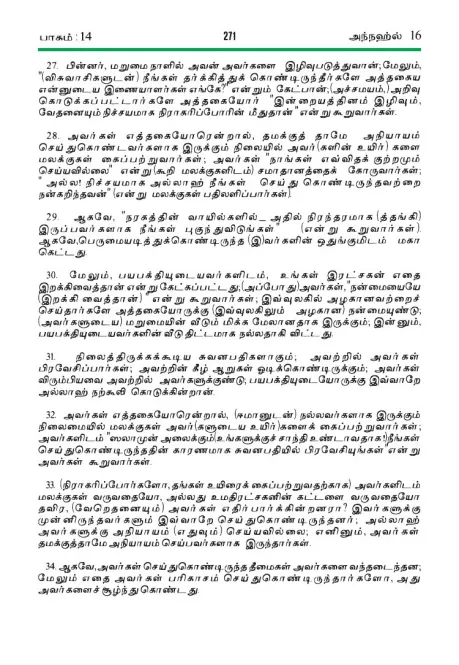 பாகம் : 14 271 அந்நஹ்ல் 16
27. பின்னர், மறுமை நாளில் அவன் அவர்களை இழிவுபடுத்துவான்; மேலும்,
"(விசுவாசிகளுடன்) நீங்கள் தர்க்கித்துக் கொண்டிருந்தீர்களே அத்தகைய
என்னுடைய இணையாளர்கள் எங்கே?" என்றும் கேட்பான்; (அச்சமயம்,) அறிவு
கொடுக்கப்பட்டார்களே அத்தகையோர் "இன்றையத்தினம் இழிவும்,
வேதனையும் நிச்சயமாக நிராகரிப்போரின் மீதுதான்" என்று கூறுவார்கள்.
28. அவர்கள் எத்தகையோரென்றால், தமக்குத் தாமே அநியாயம்
செய்துகொண்டவர்களாக இருக்கும் நிலையில் அவர்(களின் உயிர்) களை
மலக்குகள் கைப்பற்றுவார்கள்; அவர்கள் "நாங்கள் எவ்விதக் குற்றமும்
செய்யவில்லை" என்று (கூறி மலக்குகளிடம்) சமாதானத்தைக் கோருவார்கள்;
"அல்ல! நிச்சயமாக அல்லாஹ் நீங்கள் செய்து கொண்டிருந்தவற்றை
நன்கறிந்தவன்" (என்று மலக்குகள் பதிலளிப்பார்கள்).
29. ஆகவே, "நரகத்தின் வாயில்களில்_ அதில் நிரந்தரமாக (த்தங்கி)
இருப்பவர்களாக நீங்கள் புகுந்துவிடுங்கள்" (என்று கூறுவார்கள்).
ஆகவே, பெருமையடித்துக்கொண்டிருந்த (இ)வர்களின் ஒதுங்குமிடம் மகா
கெட்டது.
30. மேலும், பயபக்தியுடையவர்களிடம், உங்கள் இரட்சகன் எதை
இறக்கிவைத்தான் என்று கேட்கப்பட்டது; (அப்போது) அவர்கள், "நன்மையையே
(இறக்கி வைத்தான்)" என்று கூறுவார்கள்; இவ்வுலகில் அழகானவற்றைச்
செய்தார்களே அத்தகையோருக்கு (இவ்வுலகிலும் அழகான) நன்மையுண்டு;
(அவர்களுடைய) மறுமையின் வீடும் மிக்க மேலானதாக இருக்கும்; இன்னும்,
பயபக்தியுடையவர்களின் வீடு திட்டமாக நல்லதாகி விட்டது.
31. நிலைத்திருக்கக்கூடிய சுவனபதிகளாகும்; அவற்றில் அவர்கள்
பிரவேசிப்பார்கள்; அவற்றின் கீழ் ஆறுகள் ஓடிக்கொண்டிருக்கும்; அவர்கள்
விரும்பியவை அவற்றில் அவர்களுக்குண்டு; பயபக்தியுடையோருக்கு இவ்வாறே
அல்லாஹ் நற்கூலி கொடுக்கின்றான்.
32. அவர்கள் எத்தகையோரென்றால், (ஈமானுடன்) நல்லவர்களாக இருக்கும்
நிலைமையில் மலக்குகள் அவர்(களுடைய உயிர்)களைக் கைப்பற்றுவார்கள்;
அவர்களிடம் "ஸலாமுன் அலைக்கும்(உங்களுக்குச் சாந்தி உண்டாவதாக!)நீங்கள்
செய்துகொண்டிருந்ததின் காரணமாக சுவனபதியில் பிரவேசியுங்கள்" என்று
அவர்கள் கூறுவார்கள்.
33. (நிராகரிப்போர்களோ, தங்கள் உயிரைக் கைப்பற்றுவதற்காக) அவர்களிடம்
மலக்குகள் வருவதையோ, அல்லது உமதிரட்சகனின் கட்டளை வருவதையோ
தவிர, (வேறெதனையும்) அவர்கள் எதிர்பார்க்கின்றனரா? இவர்களுக்கு
முன்னிருந்தவர்களும் இவ்வாறே செய்துகொண்டிருந்தனர்; அல்லாஹ்
அவர்களுக்கு அநியாயம் (எதுவும்) செய்யவில்லை; எனினும், அவர்கள்
தமக்குத்தாமே அநியாயம் செய்பவர்களாக இருந்தார்கள்.
34. ஆகவே, அவர்கள் செய்துகொண்டிருந்த தீமைகள் அவர்களை வந்தடைந்தன;
மேலும் எதை அவர்கள் பரிகாசம் செய்துகொண்டிருந்தார்களோ, அது
அவர்களைச் சூழ்ந்துகொண்டது.